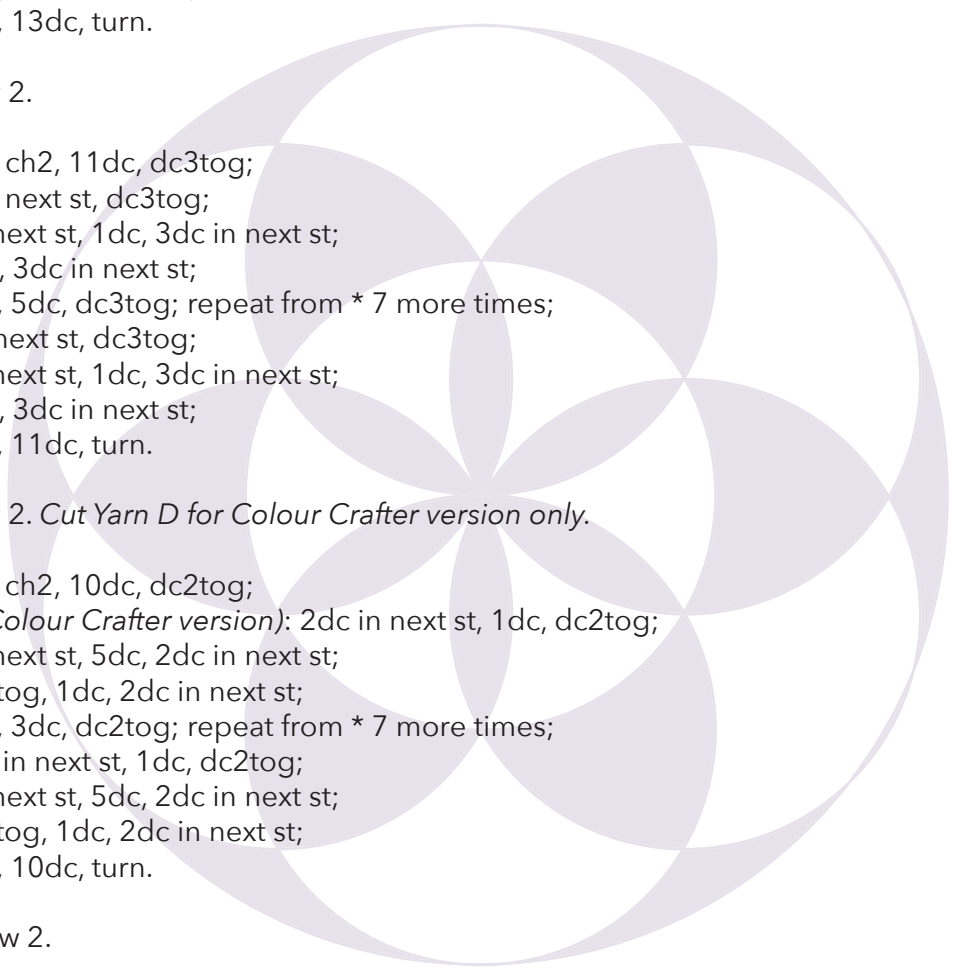 , 13dc, turn.
2.
ch2, 11dc, dc3tog;
next st, dc3tog;
next st, 1dc, 3dc in next st;
, 3dc in next st;
, 5dc, dc3tog; repeat from * 7 more times;
next st, dc3tog;
next st, 1dc, 3dc in next st;
, 3dc in next st;
, 11dc, turn.
2. Cut Yarn D for Colour Crafter version only.
ch2, 10dc, dc2tog;
Colour Crafter version): 2dc in next st, 1dc, dc2tog;
next st, 5dc, 2dc in next st;
tog, 1dc, 2dc in next st;
, 3dc, dc2tog; repeat from * 7 more times;
in next st, 1dc, dc2tog;
next st, 5dc, 2dc in next st;
tog, 1dc, 2dc in next st;
, 10dc, turn.
w 2.